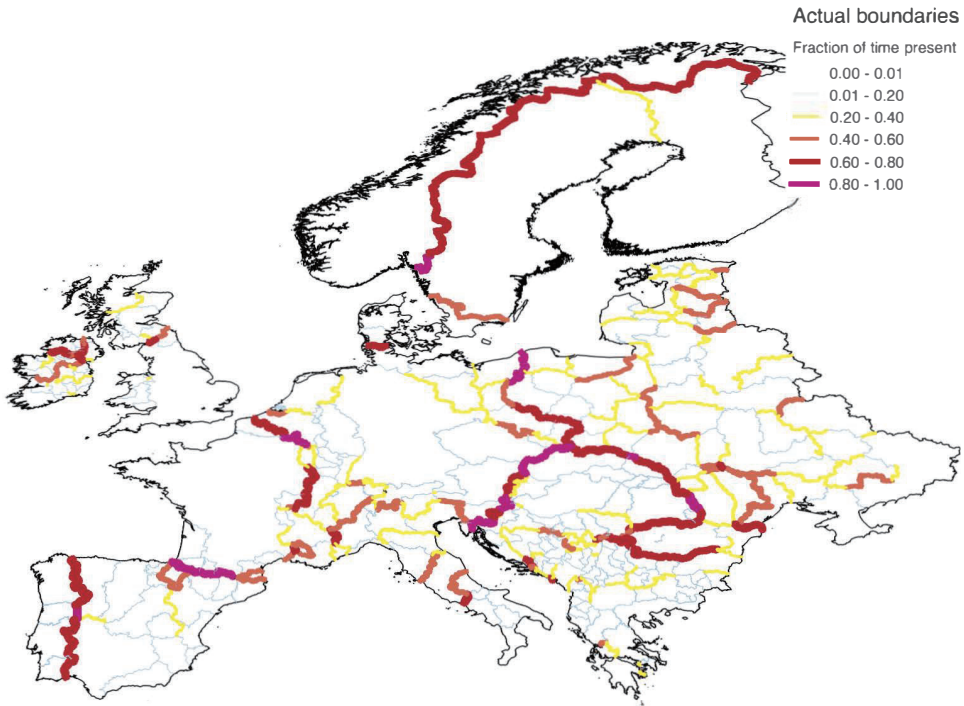 Actual boundaries
Fraction of time present
0.00 - 0.01
0.01 - 0.20
0.20 - 0.40
0.40 - 0.60
0.60 - 0.80
0.80 - 1.00